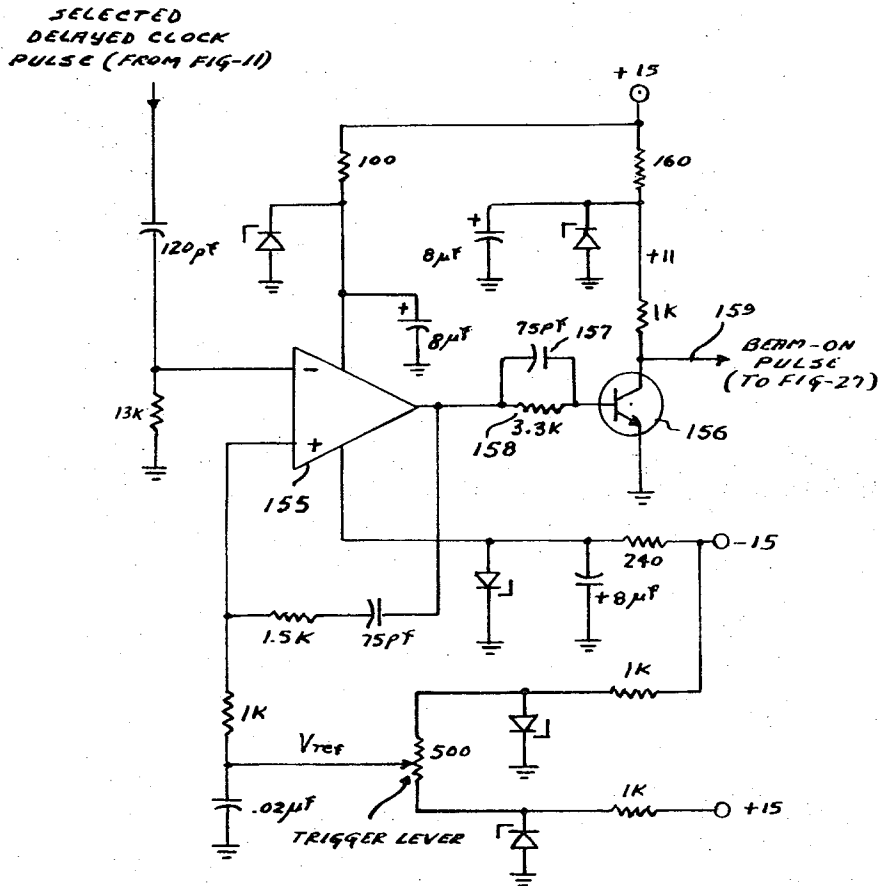 SELECTED
DELAYED CLOCK
PULSE (FROM FIG-11)
+15
100
160
120pf
8µf
+
+11
+
8µf
1K
159
75pf
157
BEAM-ON
PULSE
(TO FIG-27)
-
13K
+
155
158
3.3K
156
-15
240
+8µf
1.5K
75pf
1K
1K
Vref
500
.02µf
TRIGGER LEVER
1K
+15